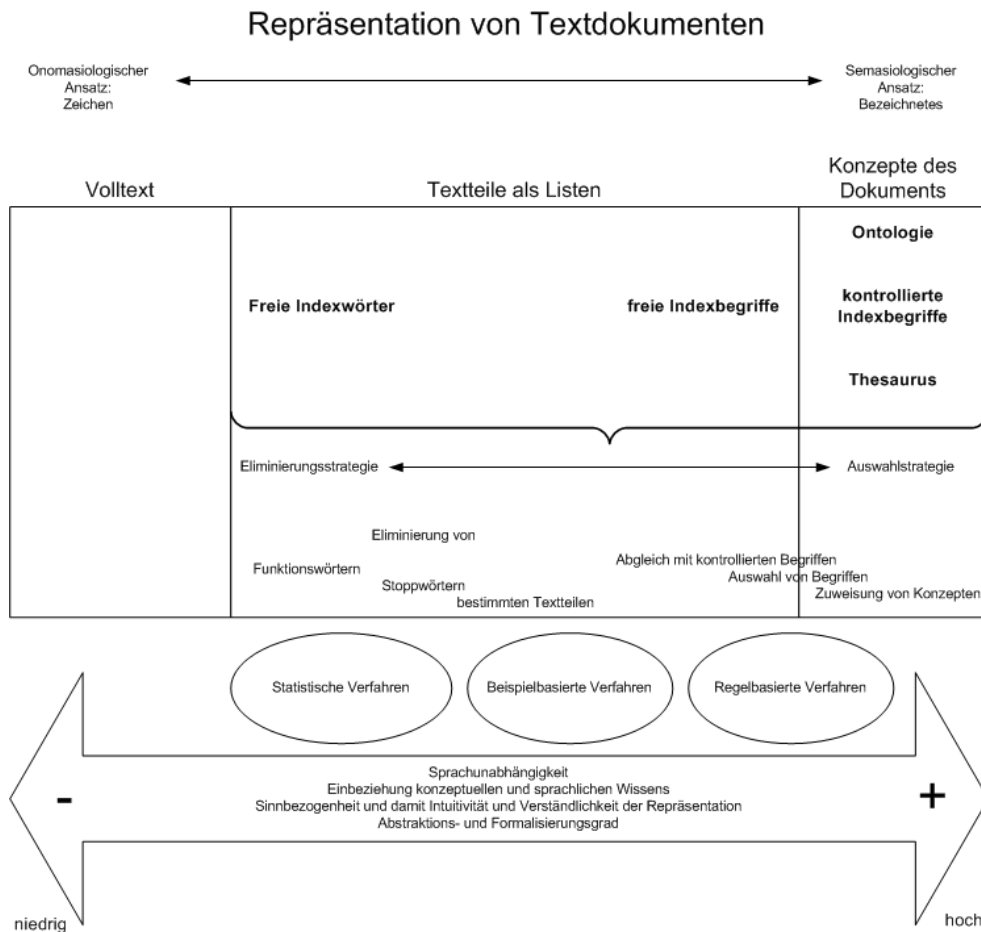 Repräsentation von Textdokumenten
Onomasiologischer
Ansatz:
Zeichen
Semasiologischer
Ansatz:
Bezeichnetes
Volltext
Textteile als Listen
Konzepte des
Dokuments
Ontologie
Freie Indexwörter
freie Indexbegriffe
kontrollierte
Indexbegriffe
Thesaurus
Eliminierungsstrategie
Auswahlstrategie
Eliminierung von
Funktionswörtern
Stoppwörtern
bestimmten Textteilen
Abgleich mit kontrollierten Begriffen
Auswahl von Begriffen
Zuweisung von Konzepten
Statistische Verfahren
Beispielbasierte Verfahren
Regelbasierte Verfahren
Sprachunabhängigkeit
Einbeziehung konzeptuellen und sprachlichen Wissens
Sinnbezogenheit und damit Intuitivität und Verständlichkeit der Repräsentation
Abstraktions- und Formalisierungsgrad
-
+
niedrig
hoch